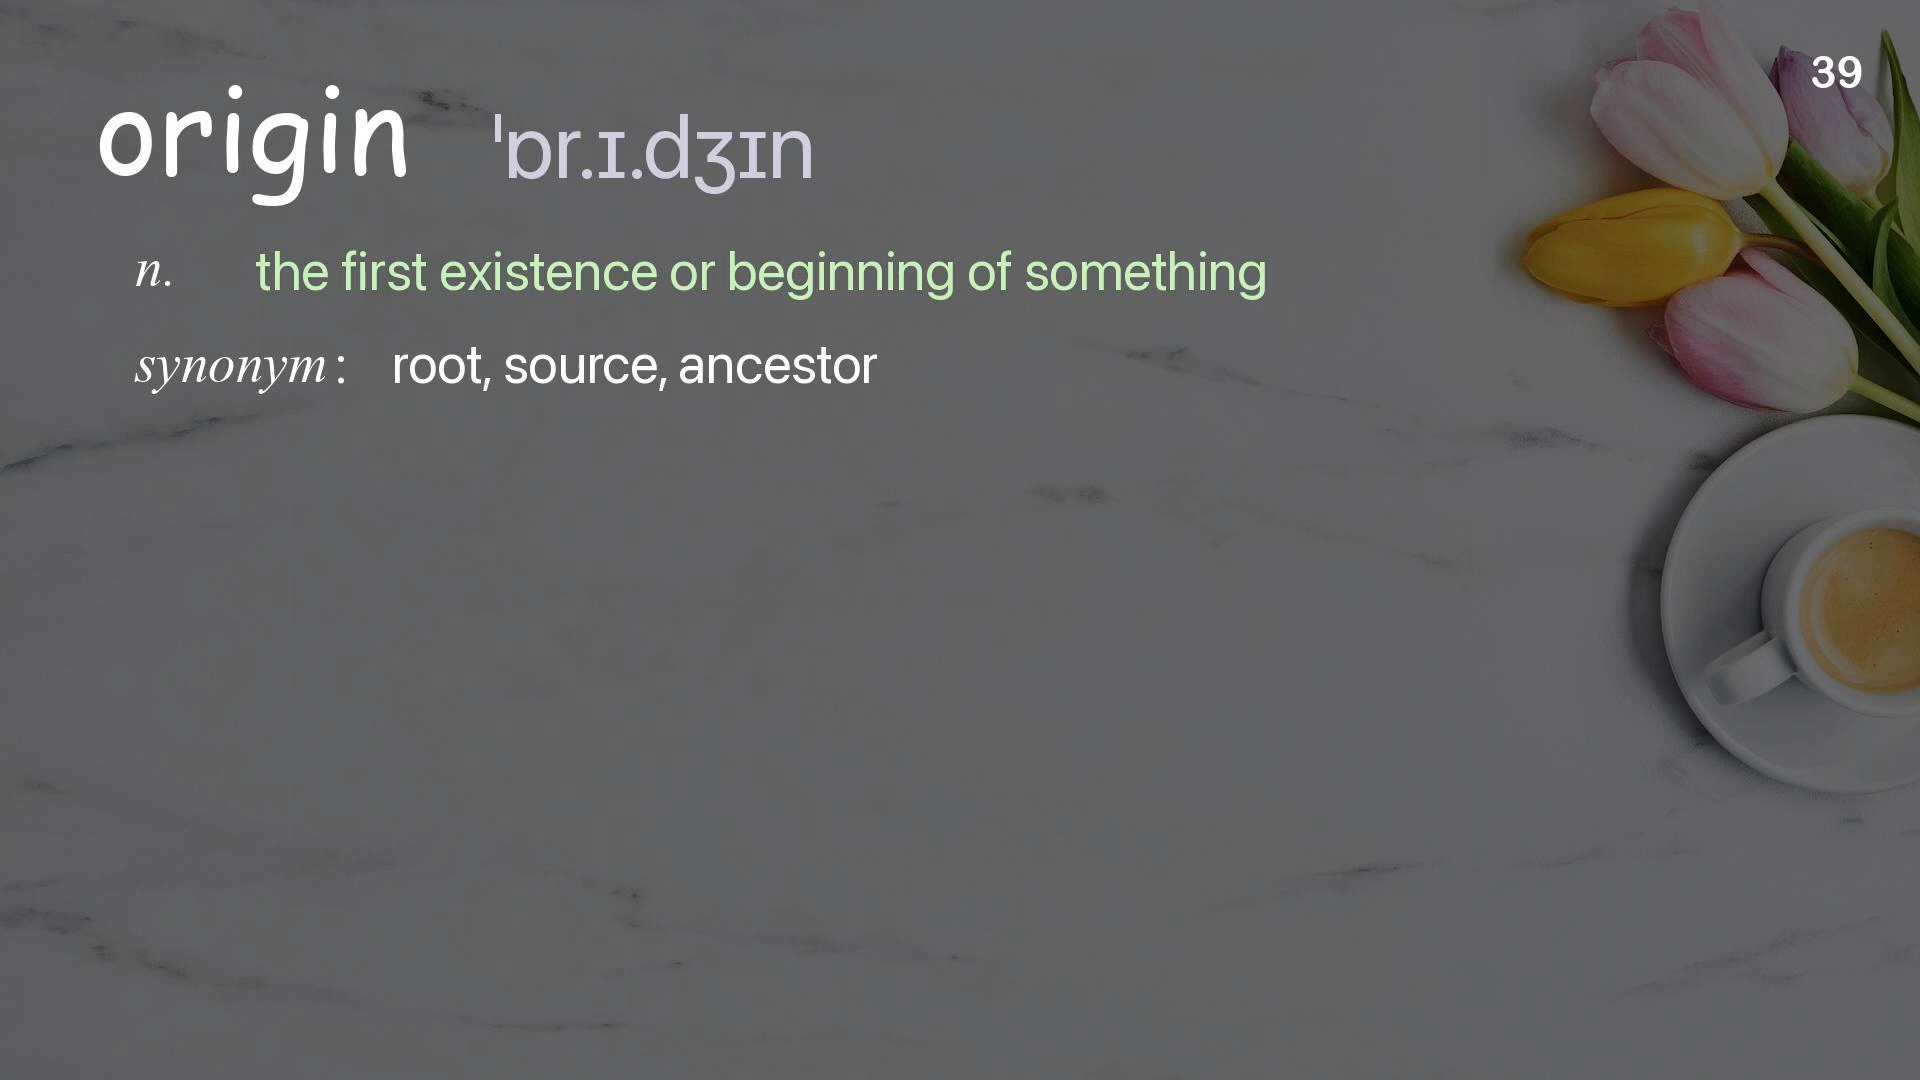 39
origin ˈɒr.ɪ.dʒɪn
n. the first existence or beginning of something
synonym : root, source, ancestor